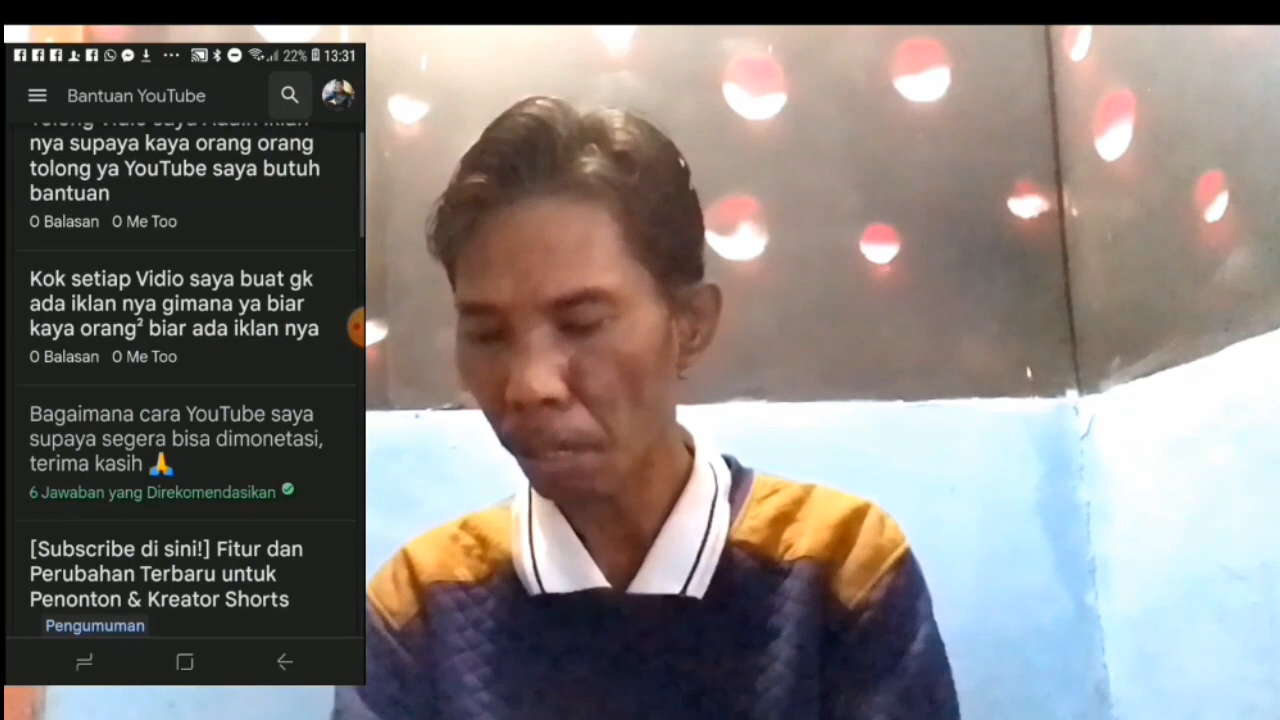 22% 13:31
Bantuan YouTube
nya supaya kaya orang orang
tolong ya YouTube saya butuh
bantuan
0 Balasan 0 Me Too
Kok setiap Vidio saya buat gk
ada iklan nya gimana ya biar
kaya orang² biar ada iklan nya
0 Balasan 0 Me Too
Bagaimana cara YouTube saya
supaya segera bisa dimonetasi,
terima kasih 🙏
6 Jawaban yang Direkomendasikan
[Subscribe di sini!] Fitur dan
Perubahan Terbaru untuk
Penonton & Kreator Shorts
Pengumuman